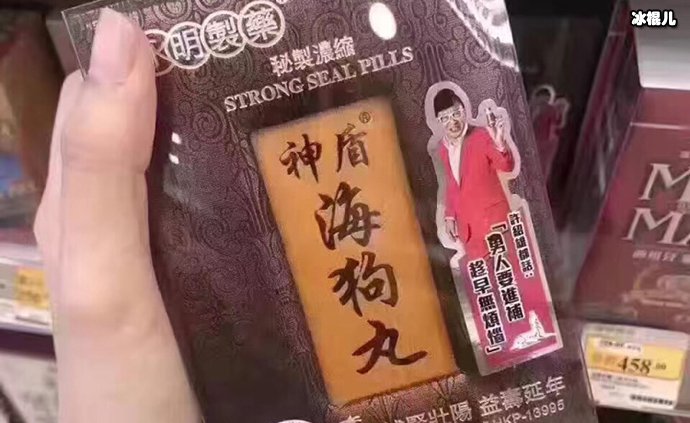 冰棍儿
明製藥®
秘製濃縮
STRONG SEAL PILLS
神盾®
海狗丸
許紹雄都話:
「男人要進補
趁早無煩惱」
壯陽 益壽延年
HKP-13995
458.00